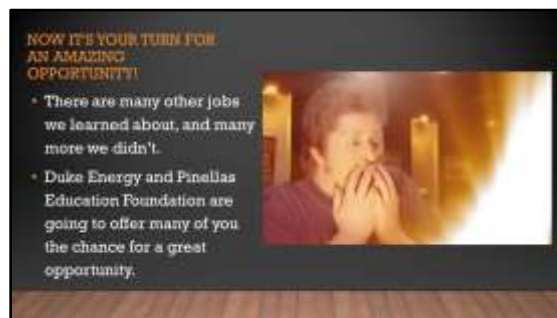 NOW IT'S YOUR TURN FOR
AN AMAZING
OPPORTUNITY!
• There are many other jobs
we learned about, and many
more we didn't.
• Duke Energy and Pinellas
Education Foundation are
going to offer many of you
the chance for a great
opportunity.